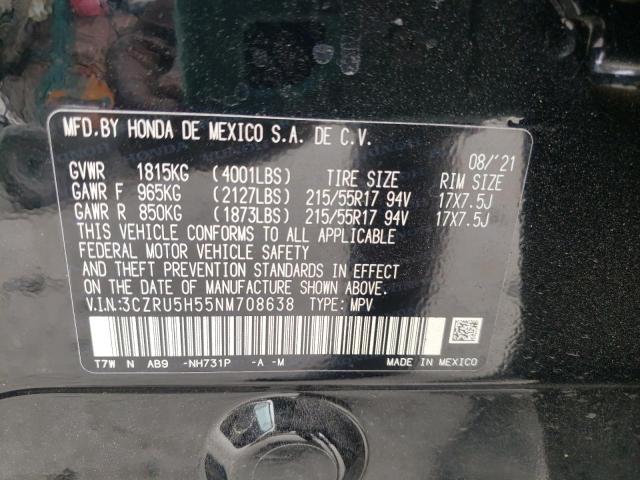 MFD.BY HONDA DE MEXICO S.A. DE C.V.
08/'21
GVWR 1815KG (4001LBS) TIRE SIZE RIM SIZE
GAWR F 965KG (2127LBS) 215/55R17 94V 17X7.5J
GAWR R 850KG (1873LBS) 215/55R17 94V 17X7.5J
THIS VEHICLE CONFORMS TO ALL APPLICABLE
FEDERAL MOTOR VEHICLE SAFETY
AND THEFT PREVENTION STANDARDS IN EFFECT
ON THE DATE OF MANUFACTURE SHOWN ABOVE.
V.I.N.:3CZRU5H55NM708638 TYPE: MPV
T7W N AB9 -NH731P -A -M
MADE IN MEXICO